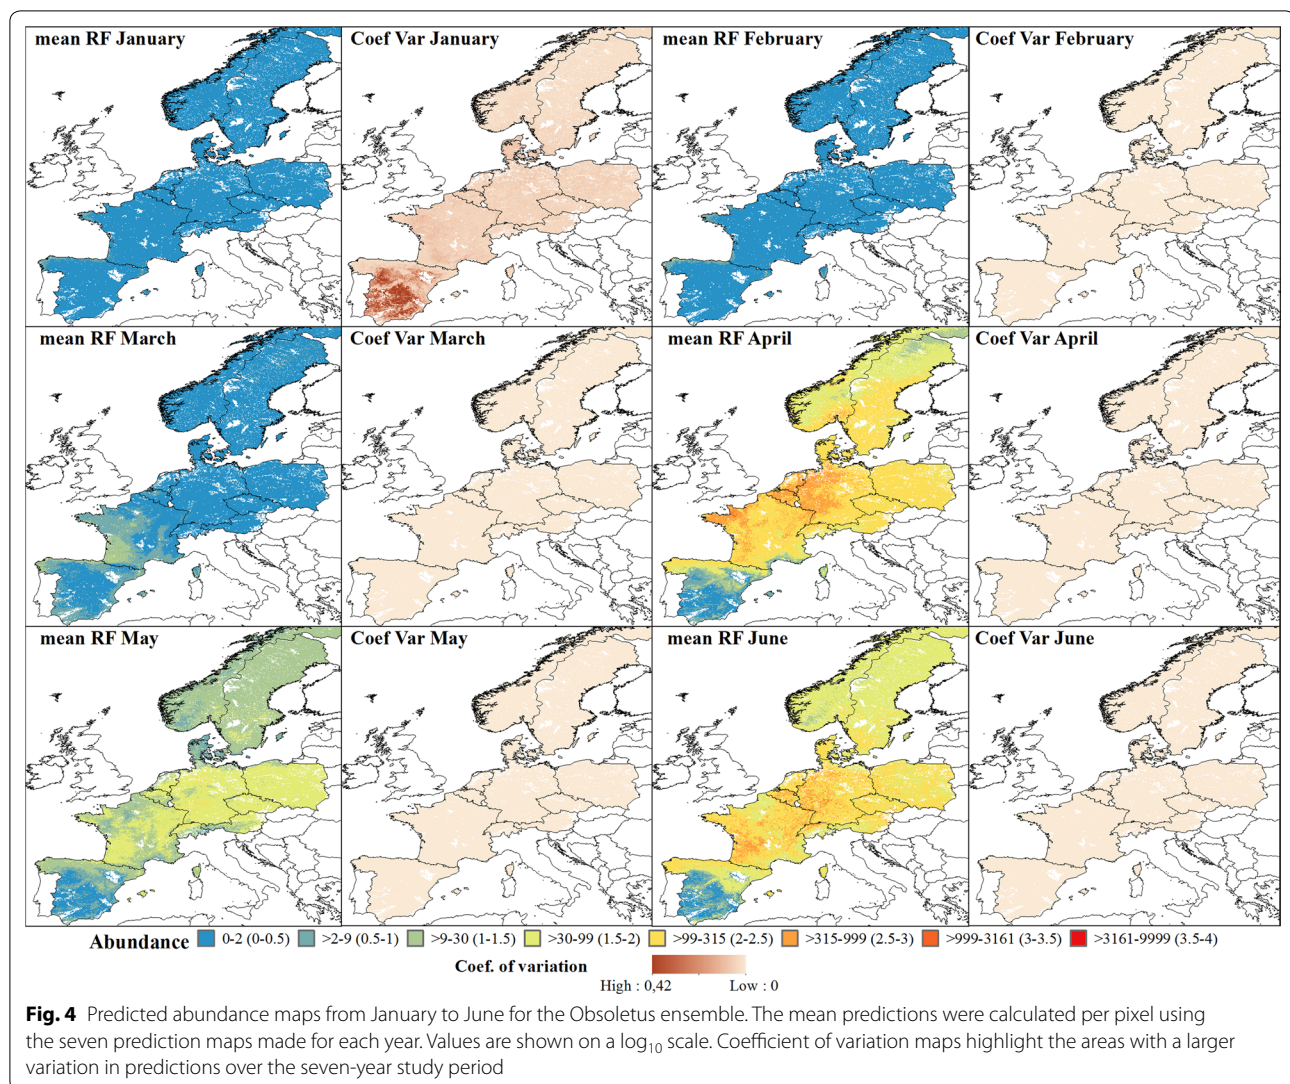 mean RF January
Coef Var January
mean RF February
Coef Var February
mean RF March
Coef Var March
mean RF April
Coef Var April
mean RF May
Coef Var May
mean RF June
Coef Var June
Abundance 0-2 (0-0.5) >2-9 (0.5-1) >9-30 (1-1.5) >30-99 (1.5-2) >99-315 (2-2.5) >315-999 (2.5-3) >999-3161 (3-3.5) >3161-9999 (3.5-4)
Coef. of variation
High : 0,42 Low : 0
Fig. 4 Predicted abundance maps from January to June for the Obsoletus ensemble. The mean predictions were calculated per pixel using
the seven prediction maps made for each year. Values are shown on a log10 scale. Coefficient of variation maps highlight the areas with a larger
variation in predictions over the seven-year study period